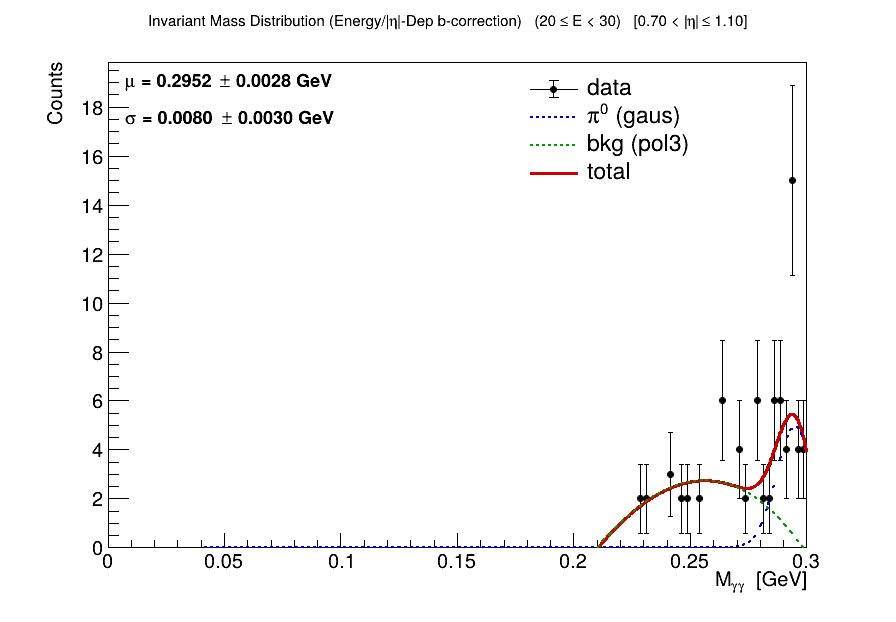 Invariant Mass Distribution (Energy/|η|-Dep b-correction) (20 ≤ E < 30) [0.70 < |η| ≤ 1.10]
μ = 0.2952 ± 0.0028 GeV
σ = 0.0080 ± 0.0030 GeV
data
π⁰ (gaus)
bkg (pol3)
total
Counts
18
16
14
12
10
8
6
4
2
0
0 0.05 0.1 0.15 0.2 0.25 0.3
Mγγ [GeV]